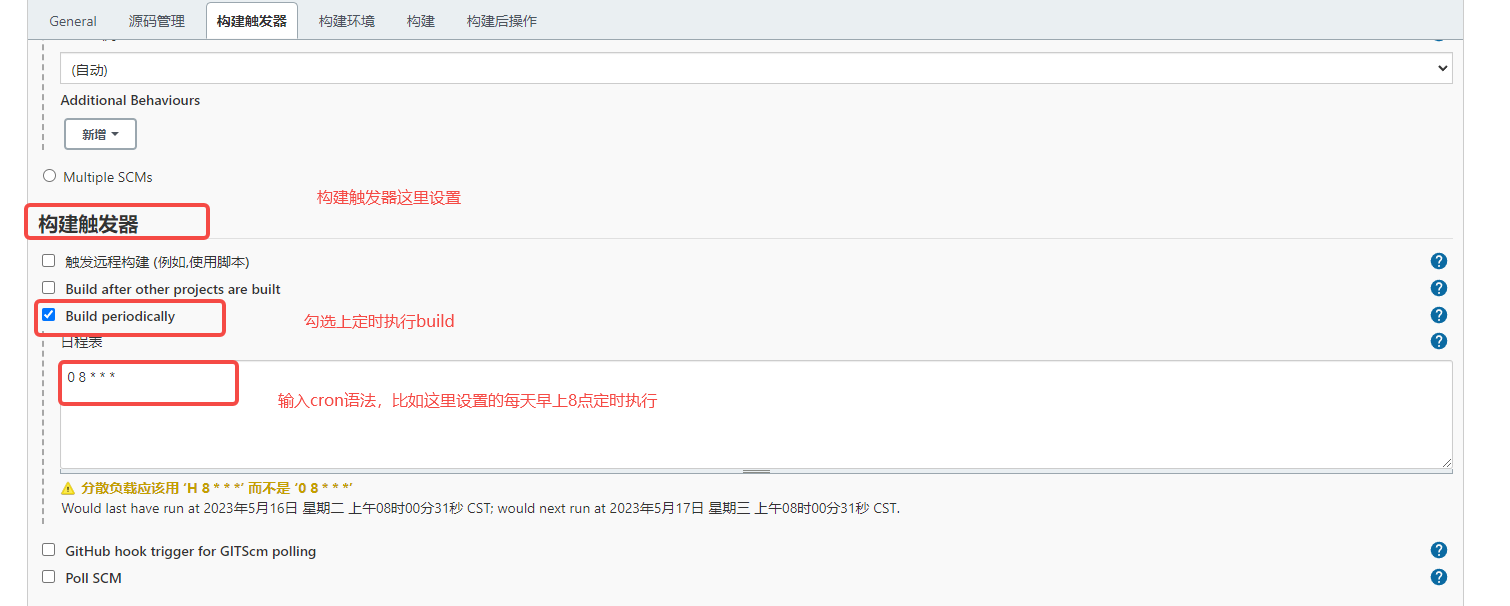 General 源码管理 构建触发器 构建环境 构建 构建后操作
(自动)
Additional Behaviours
新增
Multiple SCMs
构建触发器这里设置
构建触发器
触发远程构建 (例如,使用脚本)
Build after other projects are built
Build periodically
勾选上定时执行build
日程表
0 8 * * *
输入cron语法，比如这里设置的每天早上8点定时执行
分散负载应该用 ‘H 8 * * *’ 而不是 ‘0 8 * * *’
Would last have run at 2023年5月16日 星期二 上午08时00分31秒 CST; would next run at 2023年5月17日 星期三 上午08时00分31秒 CST.
GitHub hook trigger for GITScm polling
Poll SCM